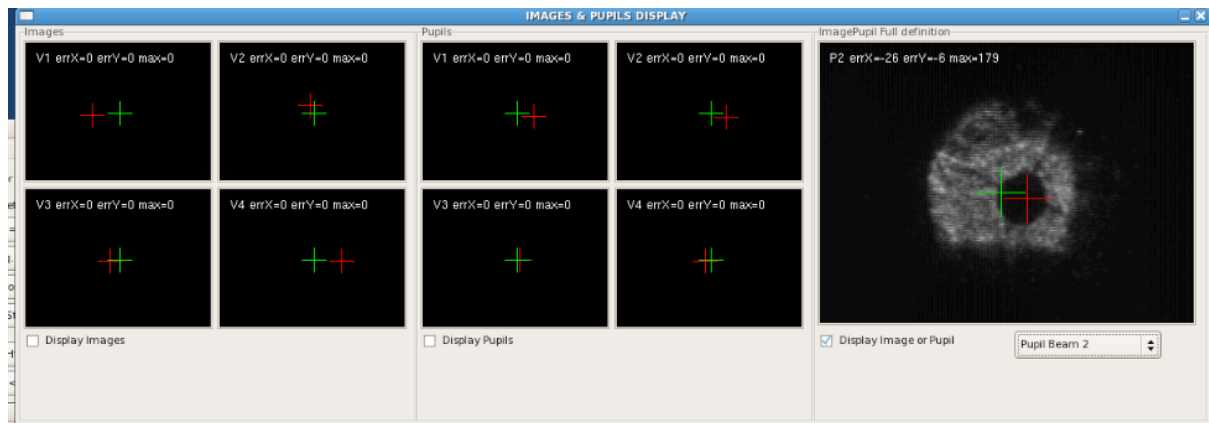 IMAGES & PUPILS DISPLAY
Images
V1 errX=0 errY=0 max=0
V2 errX=0 errY=0 max=0
V3 errX=0 errY=0 max=0
V4 errX=0 errY=0 max=0
Display Images
Pupils
V1 errX=0 errY=0 max=0
V2 errX=0 errY=0 max=0
V3 errX=0 errY=0 max=0
V4 errX=0 errY=0 max=0
Display Pupils
ImagePupil Full definition
P2 errX=-26 errY=-6 max=179
Display Image or Pupil
Pupil Beam 2